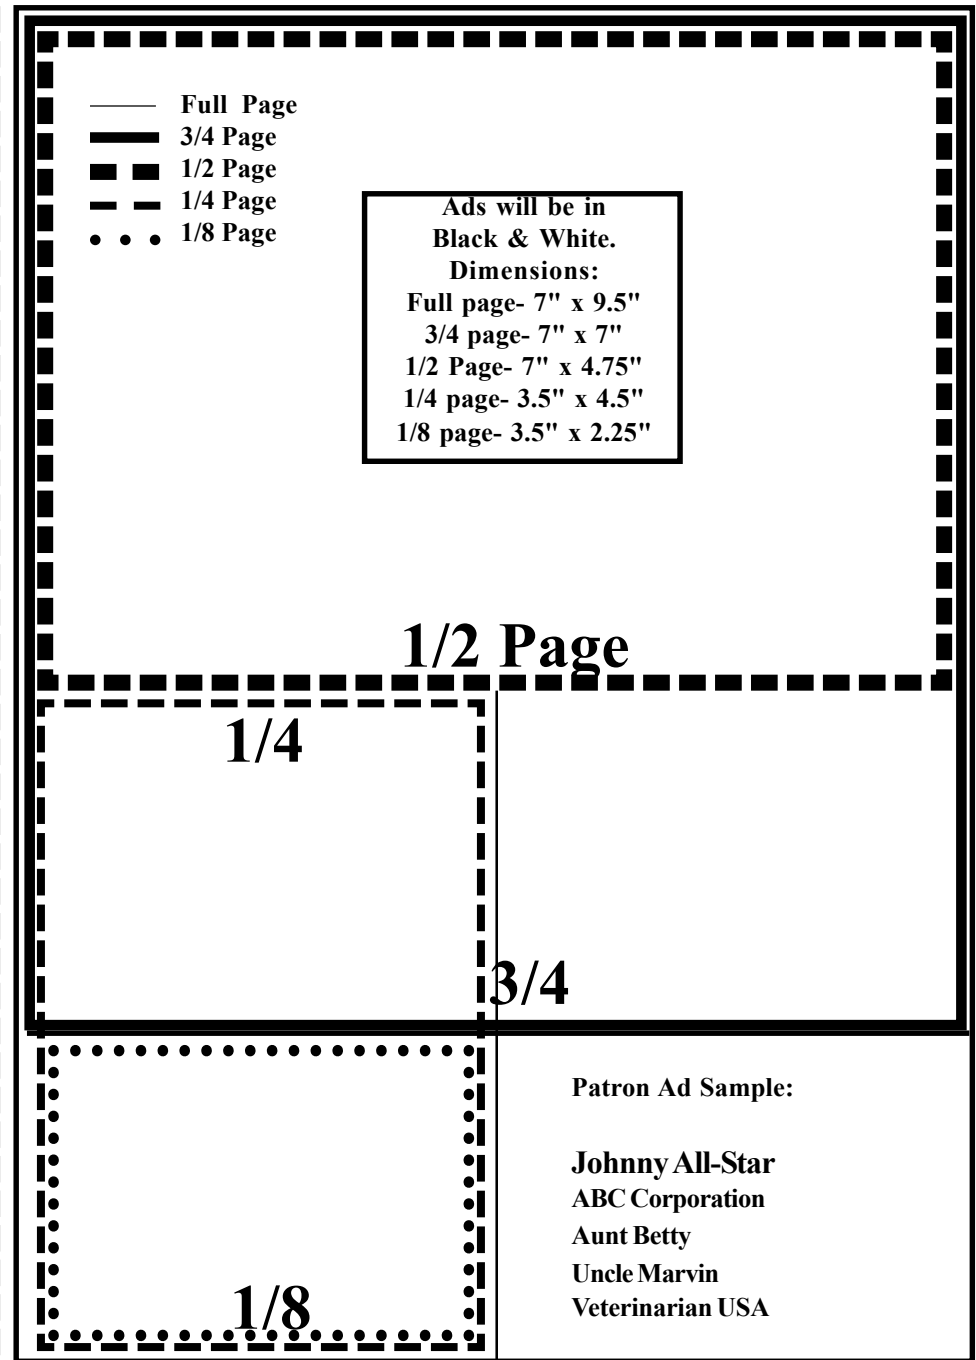 Full Page
3/4 Page
1/2 Page
1/4 Page
1/8 Page
Ads will be in
Black & White.
Dimensions:
Full page- 7" x 9.5"
3/4 page- 7" x 7"
1/2 Page- 7" x 4.75"
1/4 page- 3.5" x 4.5"
1/8 page- 3.5" x 2.25"
1/2 Page
1/4
3/4
1/8
Patron Ad Sample:
Johnny All-Star
ABC Corporation
Aunt Betty
Uncle Marvin
Veterinarian USA